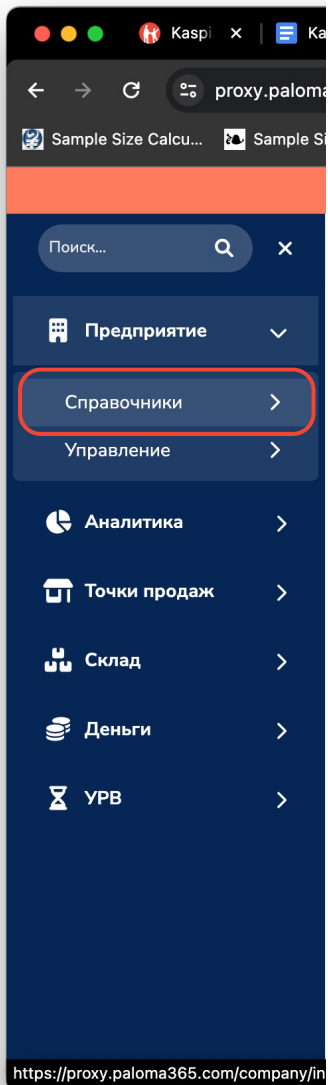 Kaspi
Ka
proxy.paloma
Sample Size Calcu...
Sample Si
Поиск...
Предприятие
Справочники
Управление
Аналитика
Точки продаж
Склад
Деньги
УРВ
https://proxy.paloma365.com/company/in